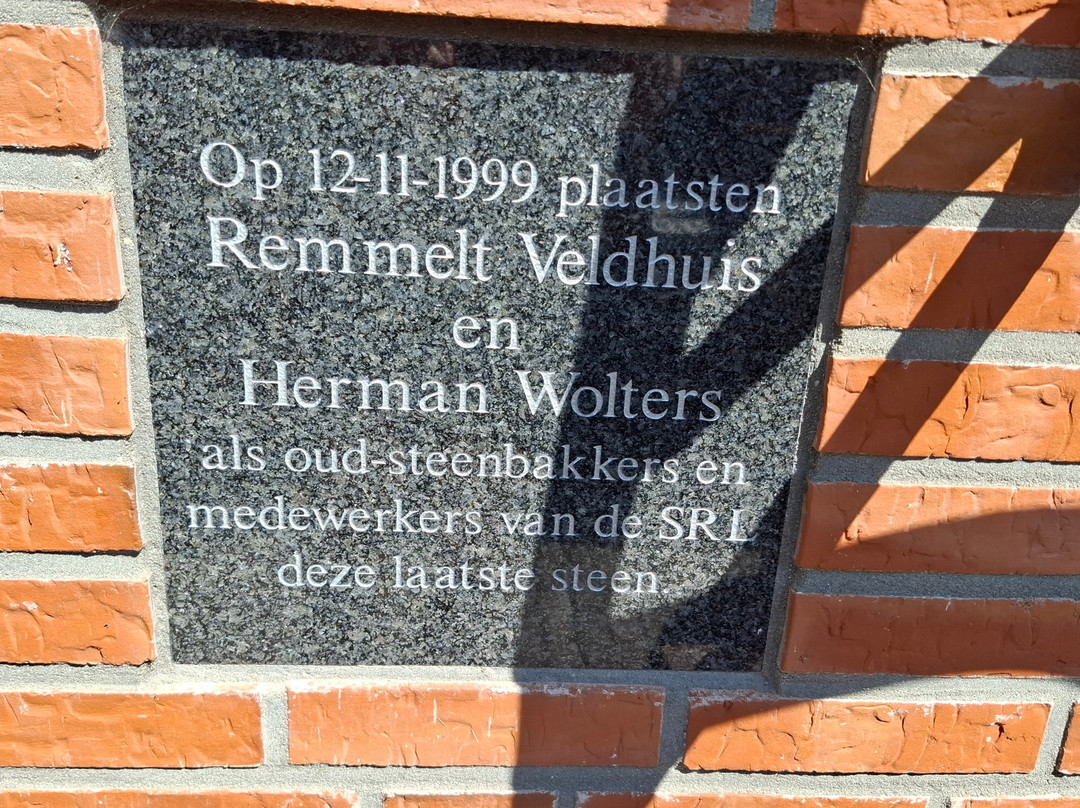 Op 12-11-1999 plaatsten
Remmelt Veldhuis
en
Herman Wolters
als oud-steenbakkers en
medewerkers van de SRL
deze laatste steen